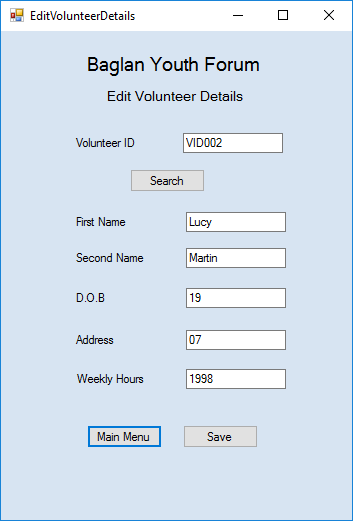 EditVolunteerDetails
Baglan Youth Forum
Edit Volunteer Details
Volunteer ID VID002
Search
First Name Lucy
Second Name Martin
D.O.B 19
Address 07
Weekly Hours 1998
Main Menu Save